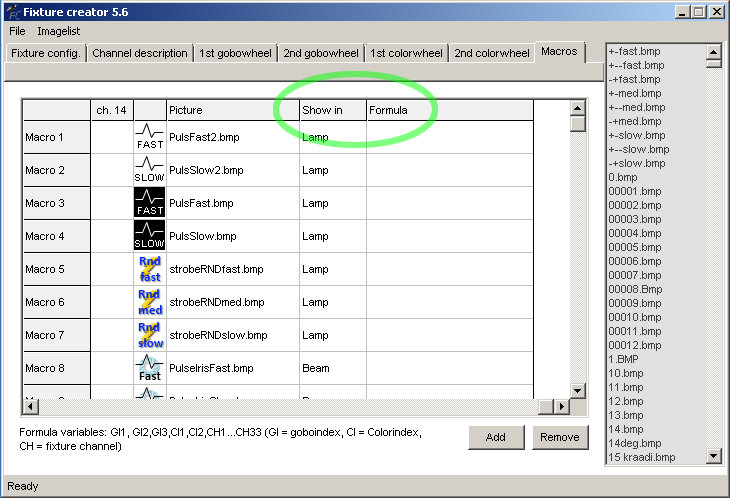 Fixture creator 5.6
File Imagelist
Fixture config. Channel description 1st gobowheel 2nd gobowheel 1st colorwheel 2nd colorwheel Macros
ch. 14 Picture Show in Formula
Macro 1 FAST PulsFast2.bmp Lamp
Macro 2 SLOW PulsSlow2.bmp Lamp
Macro 3 FAST PulsFast.bmp Lamp
Macro 4 SLOW PulsSlow.bmp Lamp
Macro 5 Rnd fast strobeRNDfast.bmp Lamp
Macro 6 Rnd med strobeRNDmed.bmp Lamp
Macro 7 Rnd slow strobeRNDslow.bmp Lamp
Macro 8 Fast PulseIrisFast.bmp Beam
Formula variables: GI1, GI2,GI3,CI1,CI2,CH1...CH33 (GI = goboindex, CI = Colorindex,
CH = fixture channel)
Add Remove
+-fast.bmp
+--fast.bmp
-+fast.bmp
+-med.bmp
+--med.bmp
-+med.bmp
+-slow.bmp
+--slow.bmp
-+slow.bmp
0.bmp
00001.bmp
00002.bmp
00003.bmp
00004.bmp
00005.bmp
00006.bmp
00007.bmp
00008.Bmp
00009.bmp
00010.bmp
00011.bmp
00012.bmp
1.BMP
10.bmp
11.bmp
12.bmp
13.bmp
14.bmp
14deg.bmp
15 kraadi.bmp
Ready